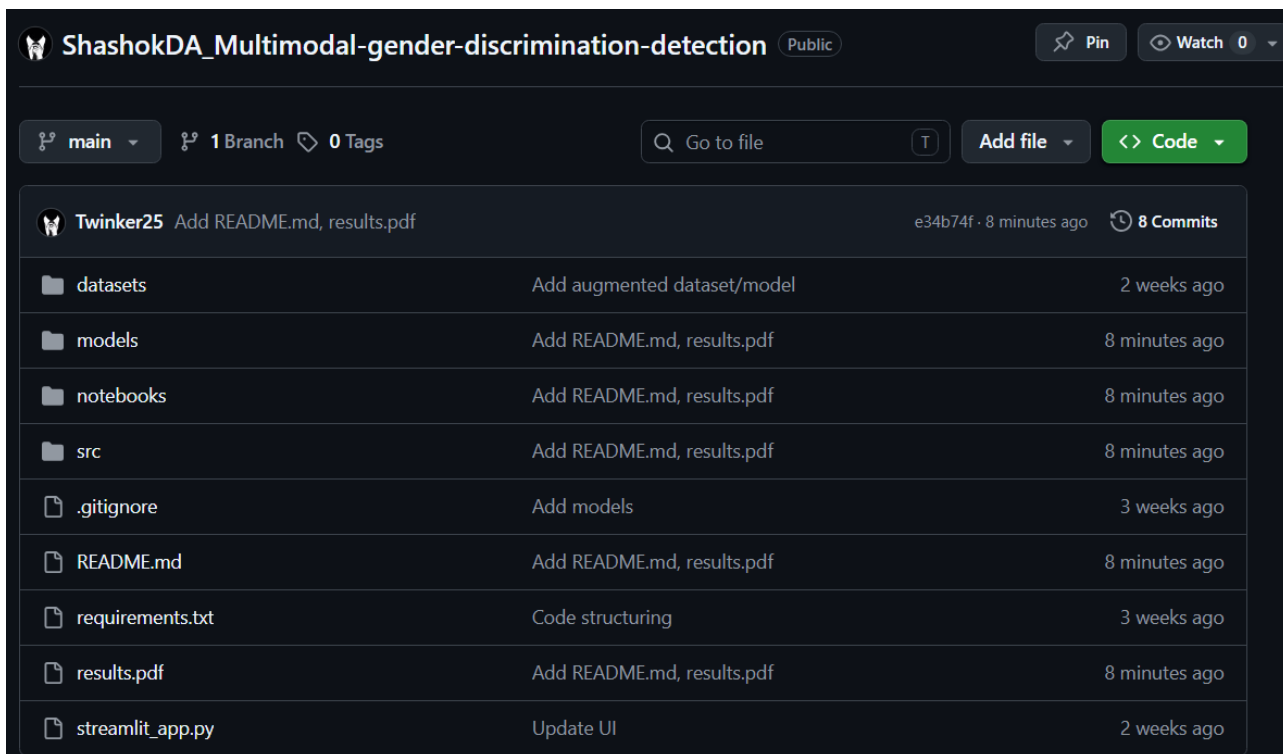 ShashokDA_Multimodal-gender-discrimination-detection Public Pin Watch 0
main 1 Branch 0 Tags Go to file T Add file Code
Twinker25 Add README.md, results.pdf e34b74f · 8 minutes ago 8 Commits
datasets Add augmented dataset/model 2 weeks ago
models Add README.md, results.pdf 8 minutes ago
notebooks Add README.md, results.pdf 8 minutes ago
src Add README.md, results.pdf 8 minutes ago
.gitignore Add models 3 weeks ago
README.md Add README.md, results.pdf 8 minutes ago
requirements.txt Code structuring 3 weeks ago
results.pdf Add README.md, results.pdf 8 minutes ago
streamlit_app.py Update UI 2 weeks ago